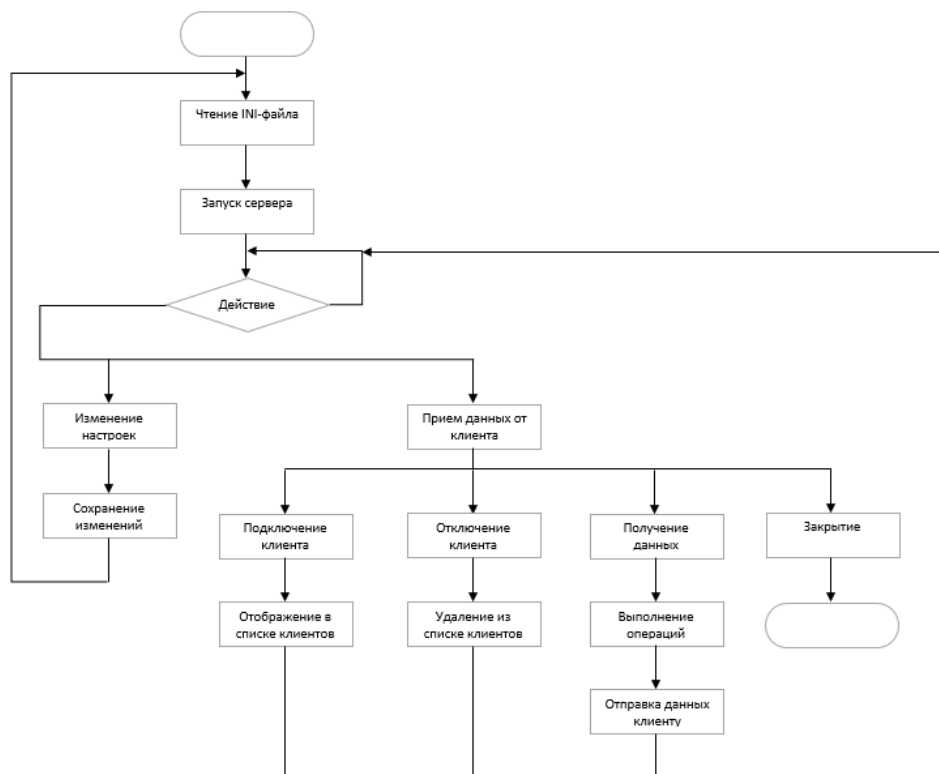 Чтение INI-файла
Запуск сервера
Действие
Изменение
настроек
Прием данных от
клиента
Сохранение
изменений
Подключение
клиента
Отключение
клиента
Получение
данных
Закрытие
Отображение в
списке клиентов
Удаление из
списке клиентов
Выполнение
операций
Отправка данных
клиенту